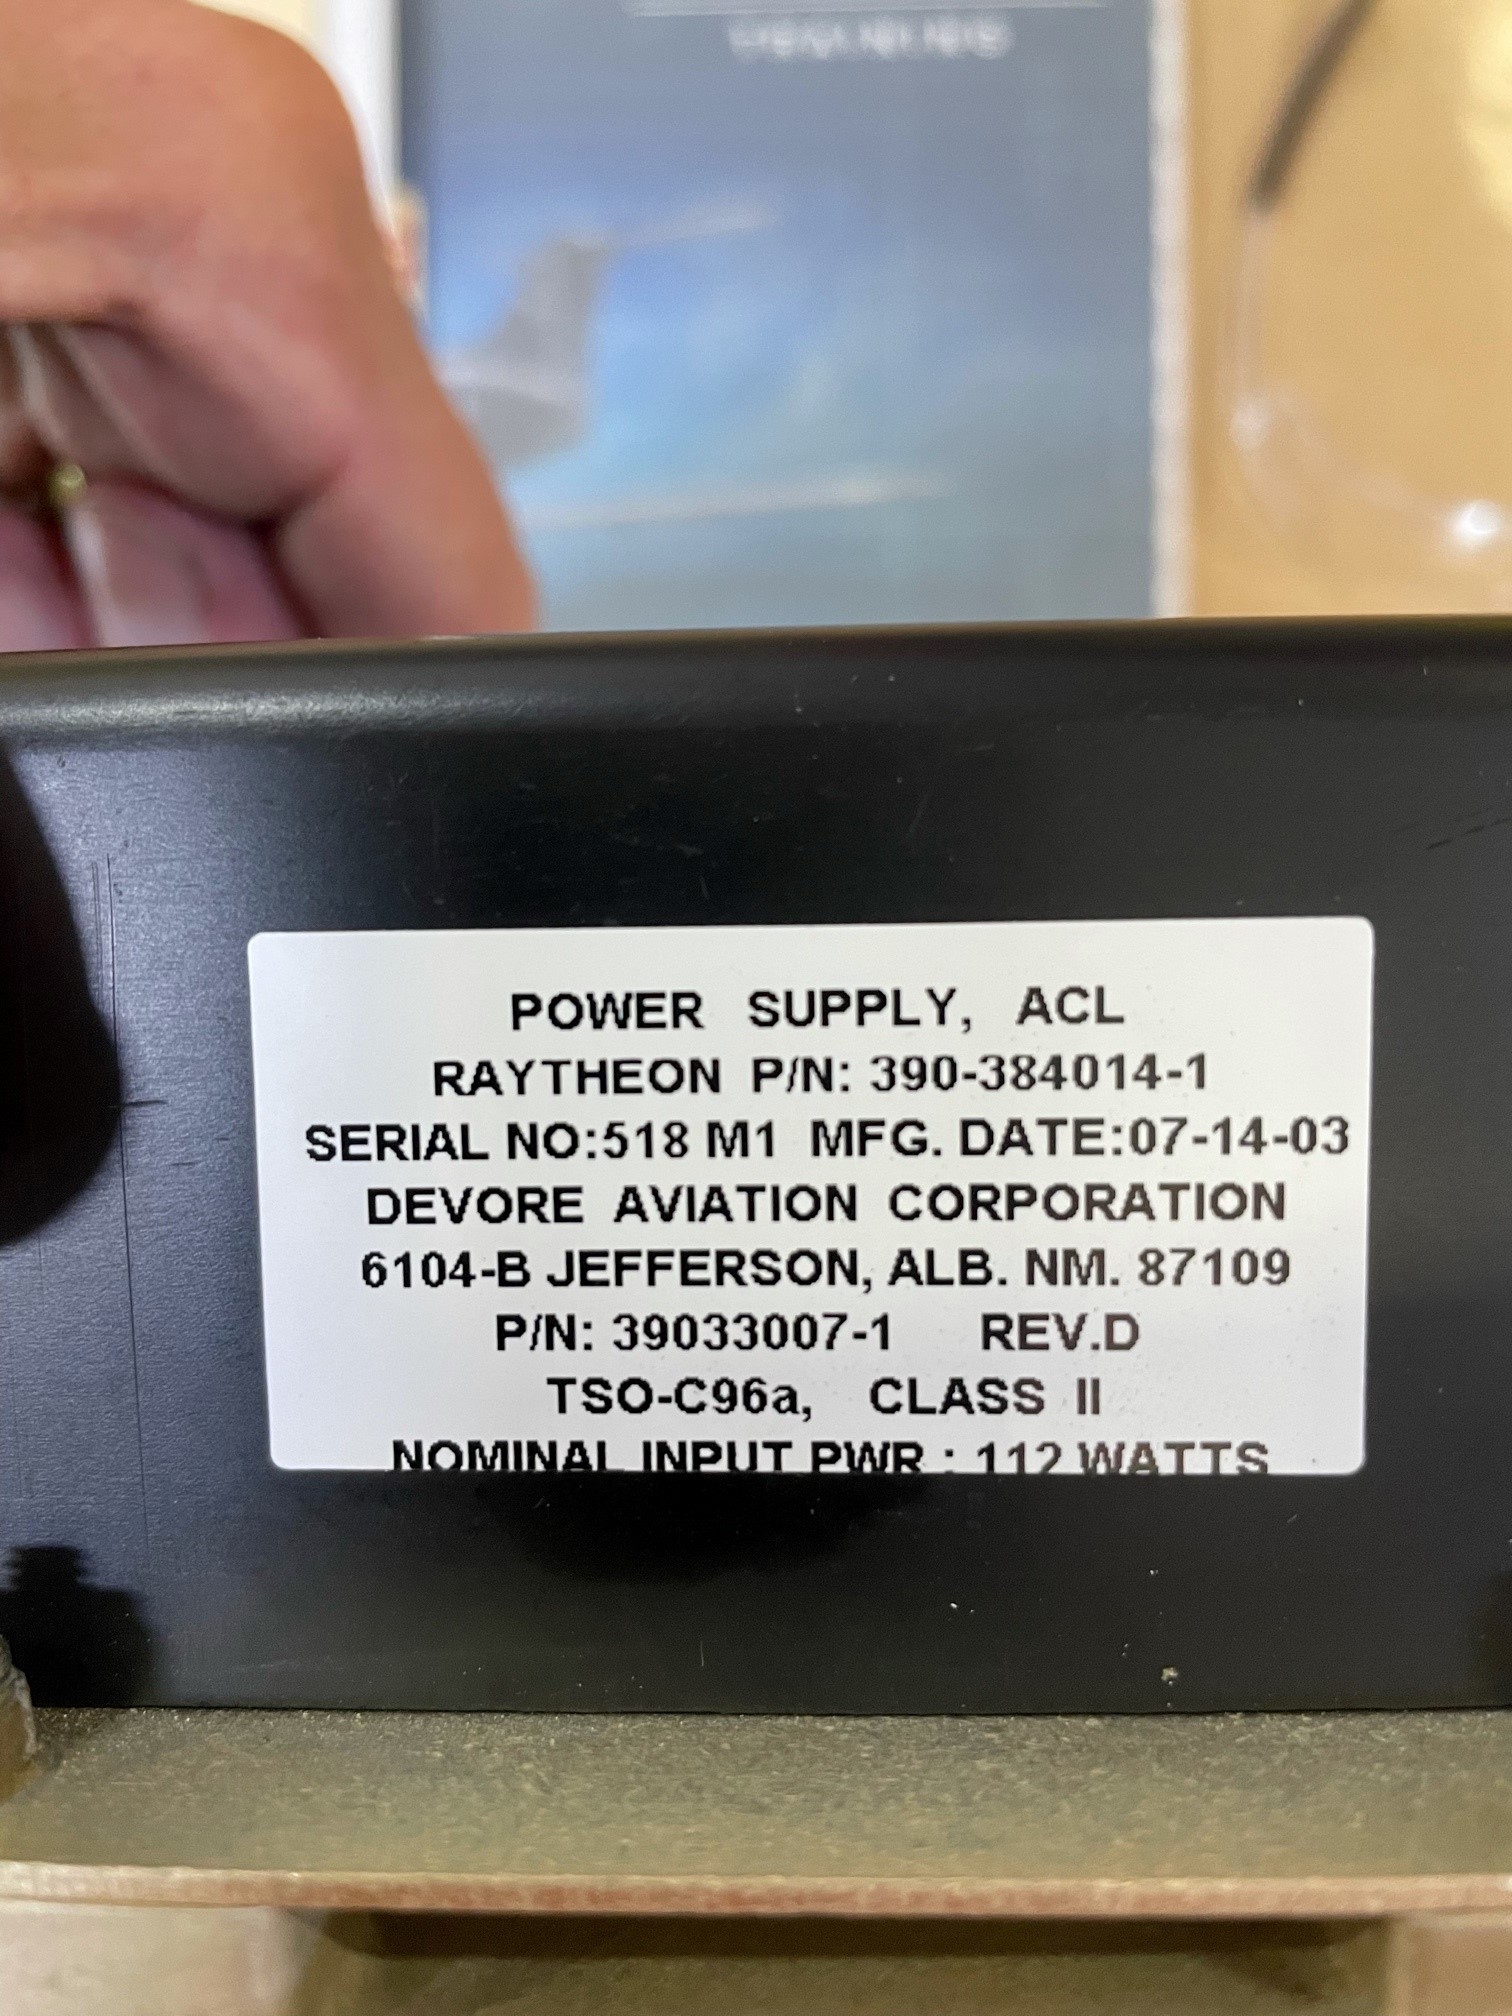 POWER SUPPLY, ACL
RAYTHEON P/N: 390-384014-1
SERIAL NO:518 M1 MFG. DATE:07-14-03
DEVORE AVIATION CORPORATION
6104-B JEFFERSON, ALB. NM. 87109
P/N: 39033007-1 REV.D
TSO-C96a, CLASS II
NOMINAL INPUT PWR : 112 WATTS